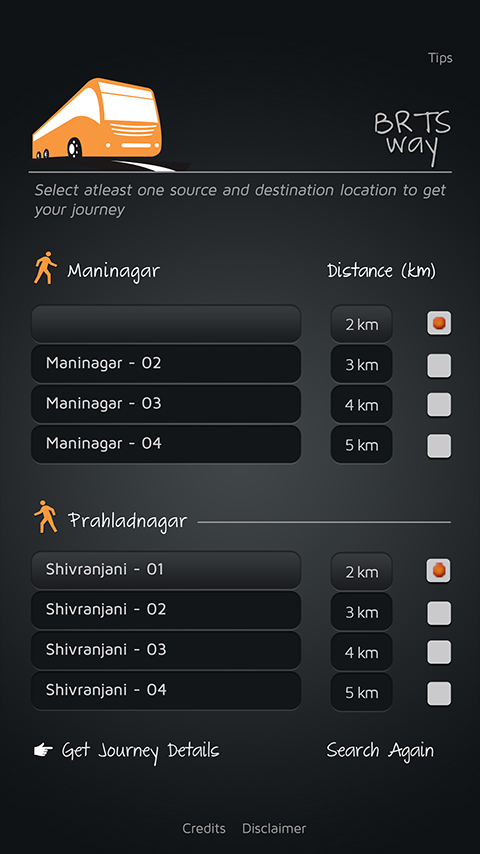 Tips
BRTS
way
Select atleast one source and destination location to get
your journey
Maninagar Distance (km)
2 km
Maninagar - 02 3 km
Maninagar - 03 4 km
Maninagar - 04 5 km
Prahladnagar
Shivranjani - 01 2 km
Shivranjani - 02 3 km
Shivranjani - 03 4 km
Shivranjani - 04 5 km
Get Journey Details Search Again
Credits Disclaimer